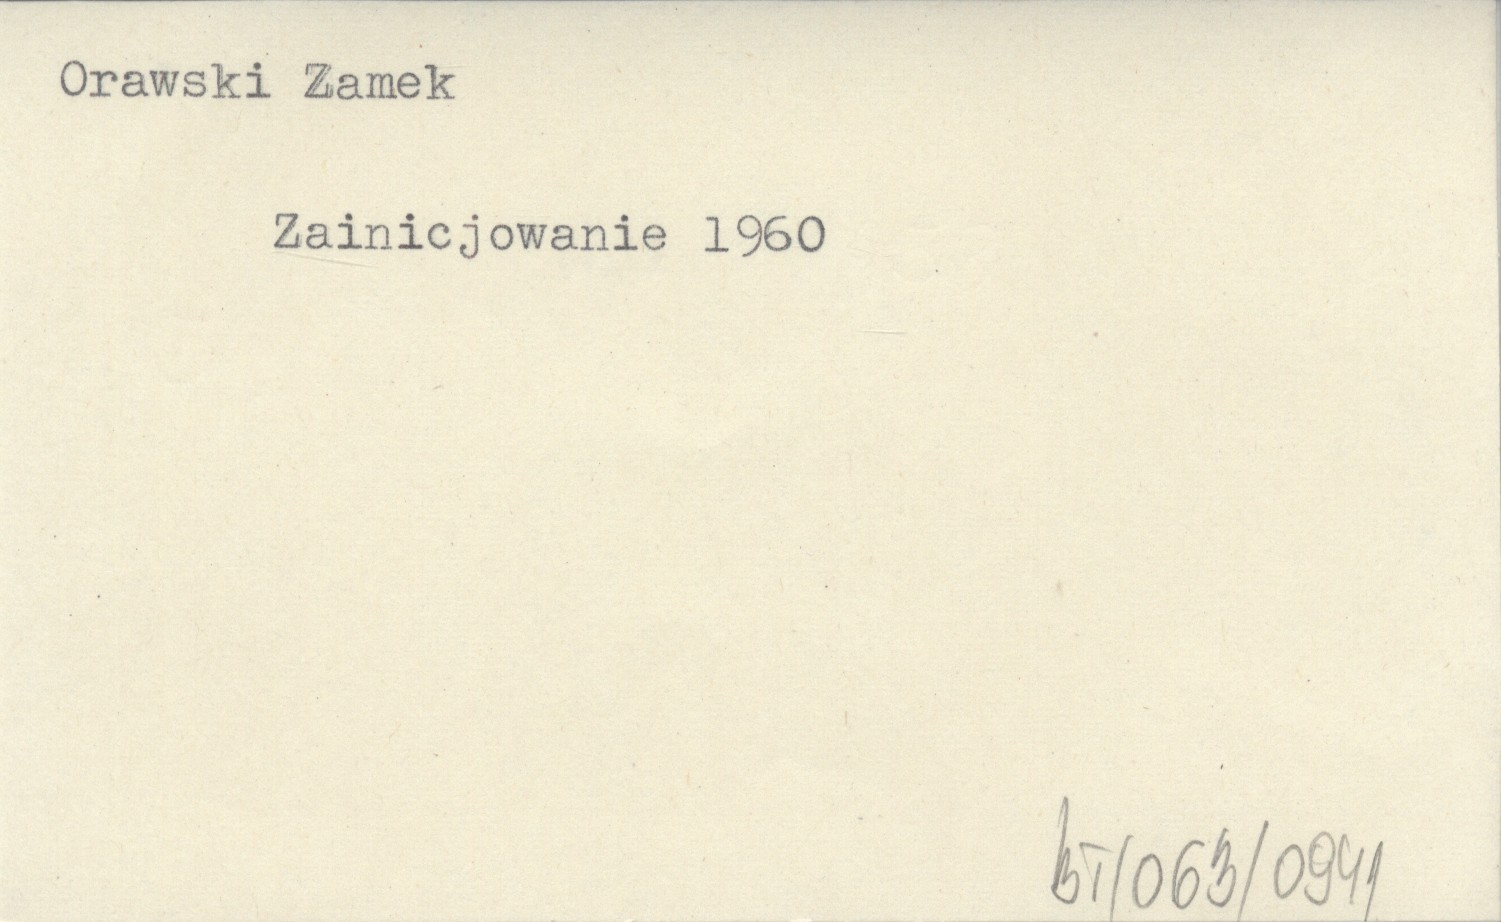 Orawski Zamek
Zainicjowanie 1960
BT/063/0941